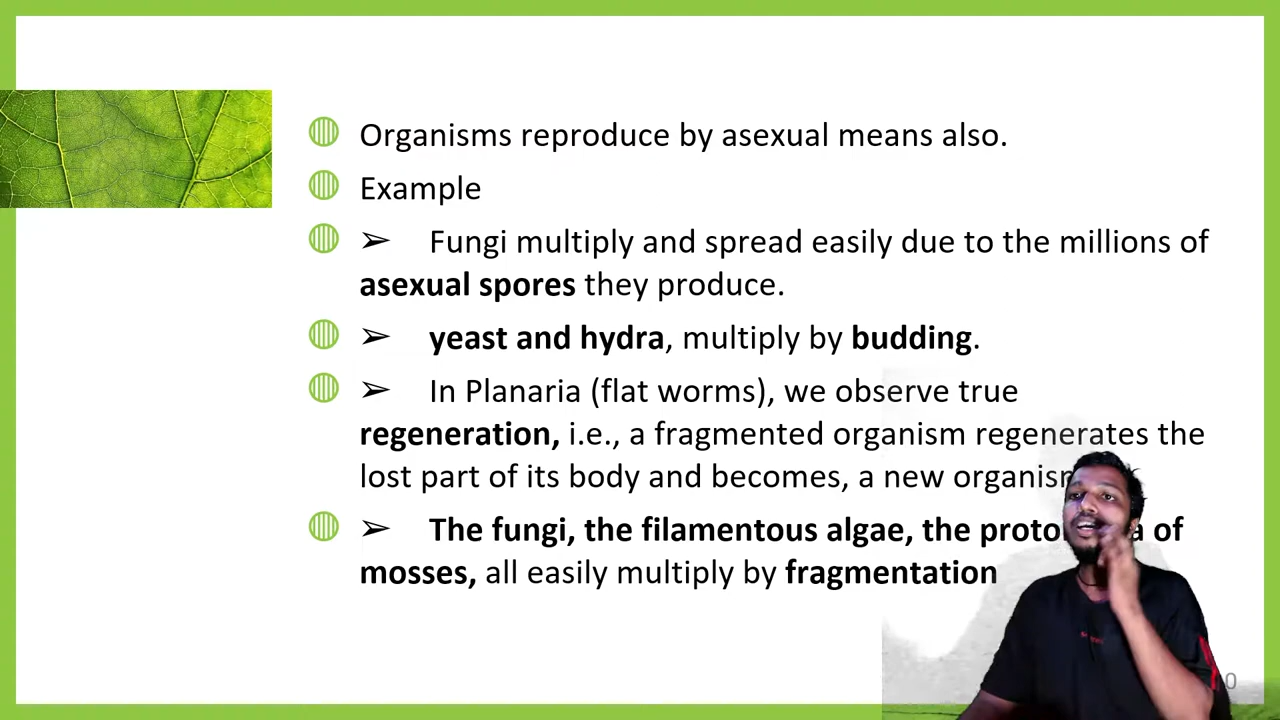 Organisms reproduce by asexual means also.
Example
➢ Fungi multiply and spread easily due to the millions of
asexual spores they produce.
➢ yeast and hydra, multiply by budding.
➢ In Planaria (flat worms), we observe true
regeneration, i.e., a fragmented organism regenerates the
lost part of its body and becomes, a new
➢ The fungi, the filamentous algae, the of
mosses, all easily multiply by fragmentation